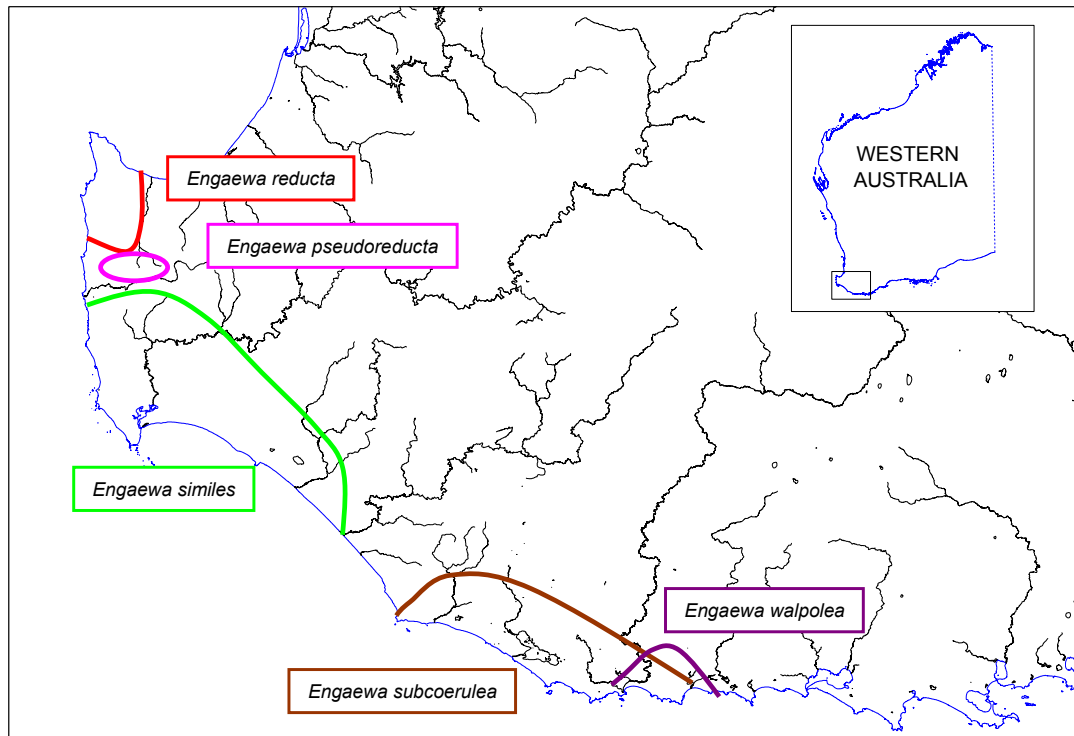 WESTERN
AUSTRALIA
Engaewa reducta
Engaewa pseudoreducta
Engaewa similes
Engaewa walpolea
Engaewa subcoerulea